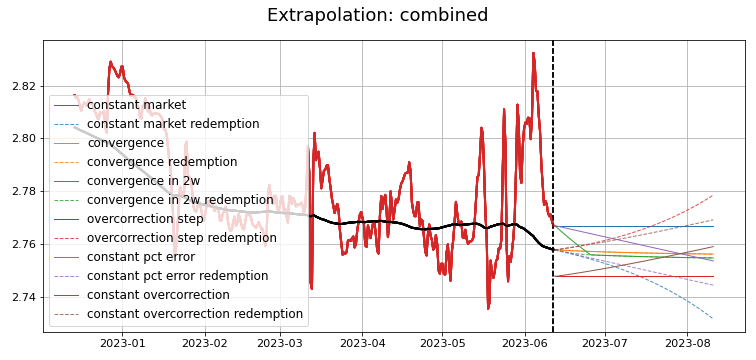 Extrapolation: combined
2.82
2.80
2.78
2.76
2.74
constant market
constant market redemption
convergence
convergence redemption
convergence in 2w
convergence in 2w redemption
overcorrection step
overcorrection step redemption
constant pct error
constant pct error redemption
constant overcorrection
constant overcorrection redemption
2023-01
2023-02
2023-03
2023-04
2023-05
2023-06
2023-07
2023-08